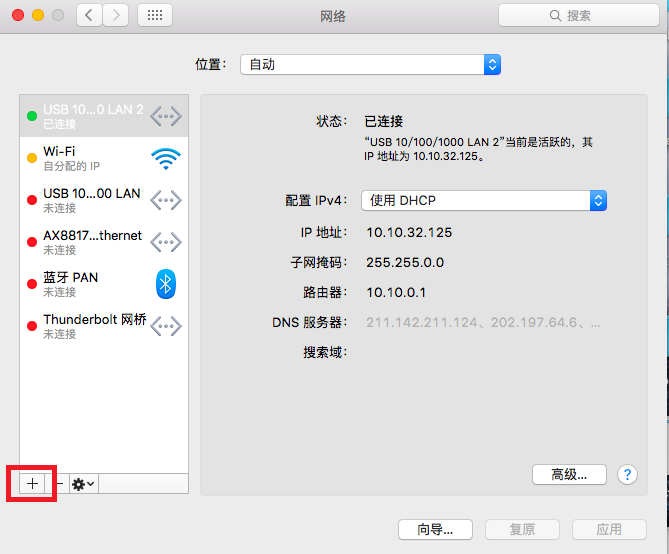 网络
搜索
位置： 自动
USB 10...0 LAN 2
已连接
Wi-Fi
自分配的 IP
USB 10...00 LAN
未连接
AX8817...thernet
未连接
蓝牙 PAN
未连接
Thunderbolt 网桥
未连接
状态： 已连接
“USB 10/100/1000 LAN 2”当前是活跃的，其
IP 地址为 10.10.32.125。
配置 IPv4： 使用 DHCP
IP 地址： 10.10.32.125
子网掩码： 255.255.0.0
路由器： 10.10.0.1
DNS 服务器： 211.142.211.124、202.197.64.6、...
搜索域：
高级... ?
向导... 复原 应用